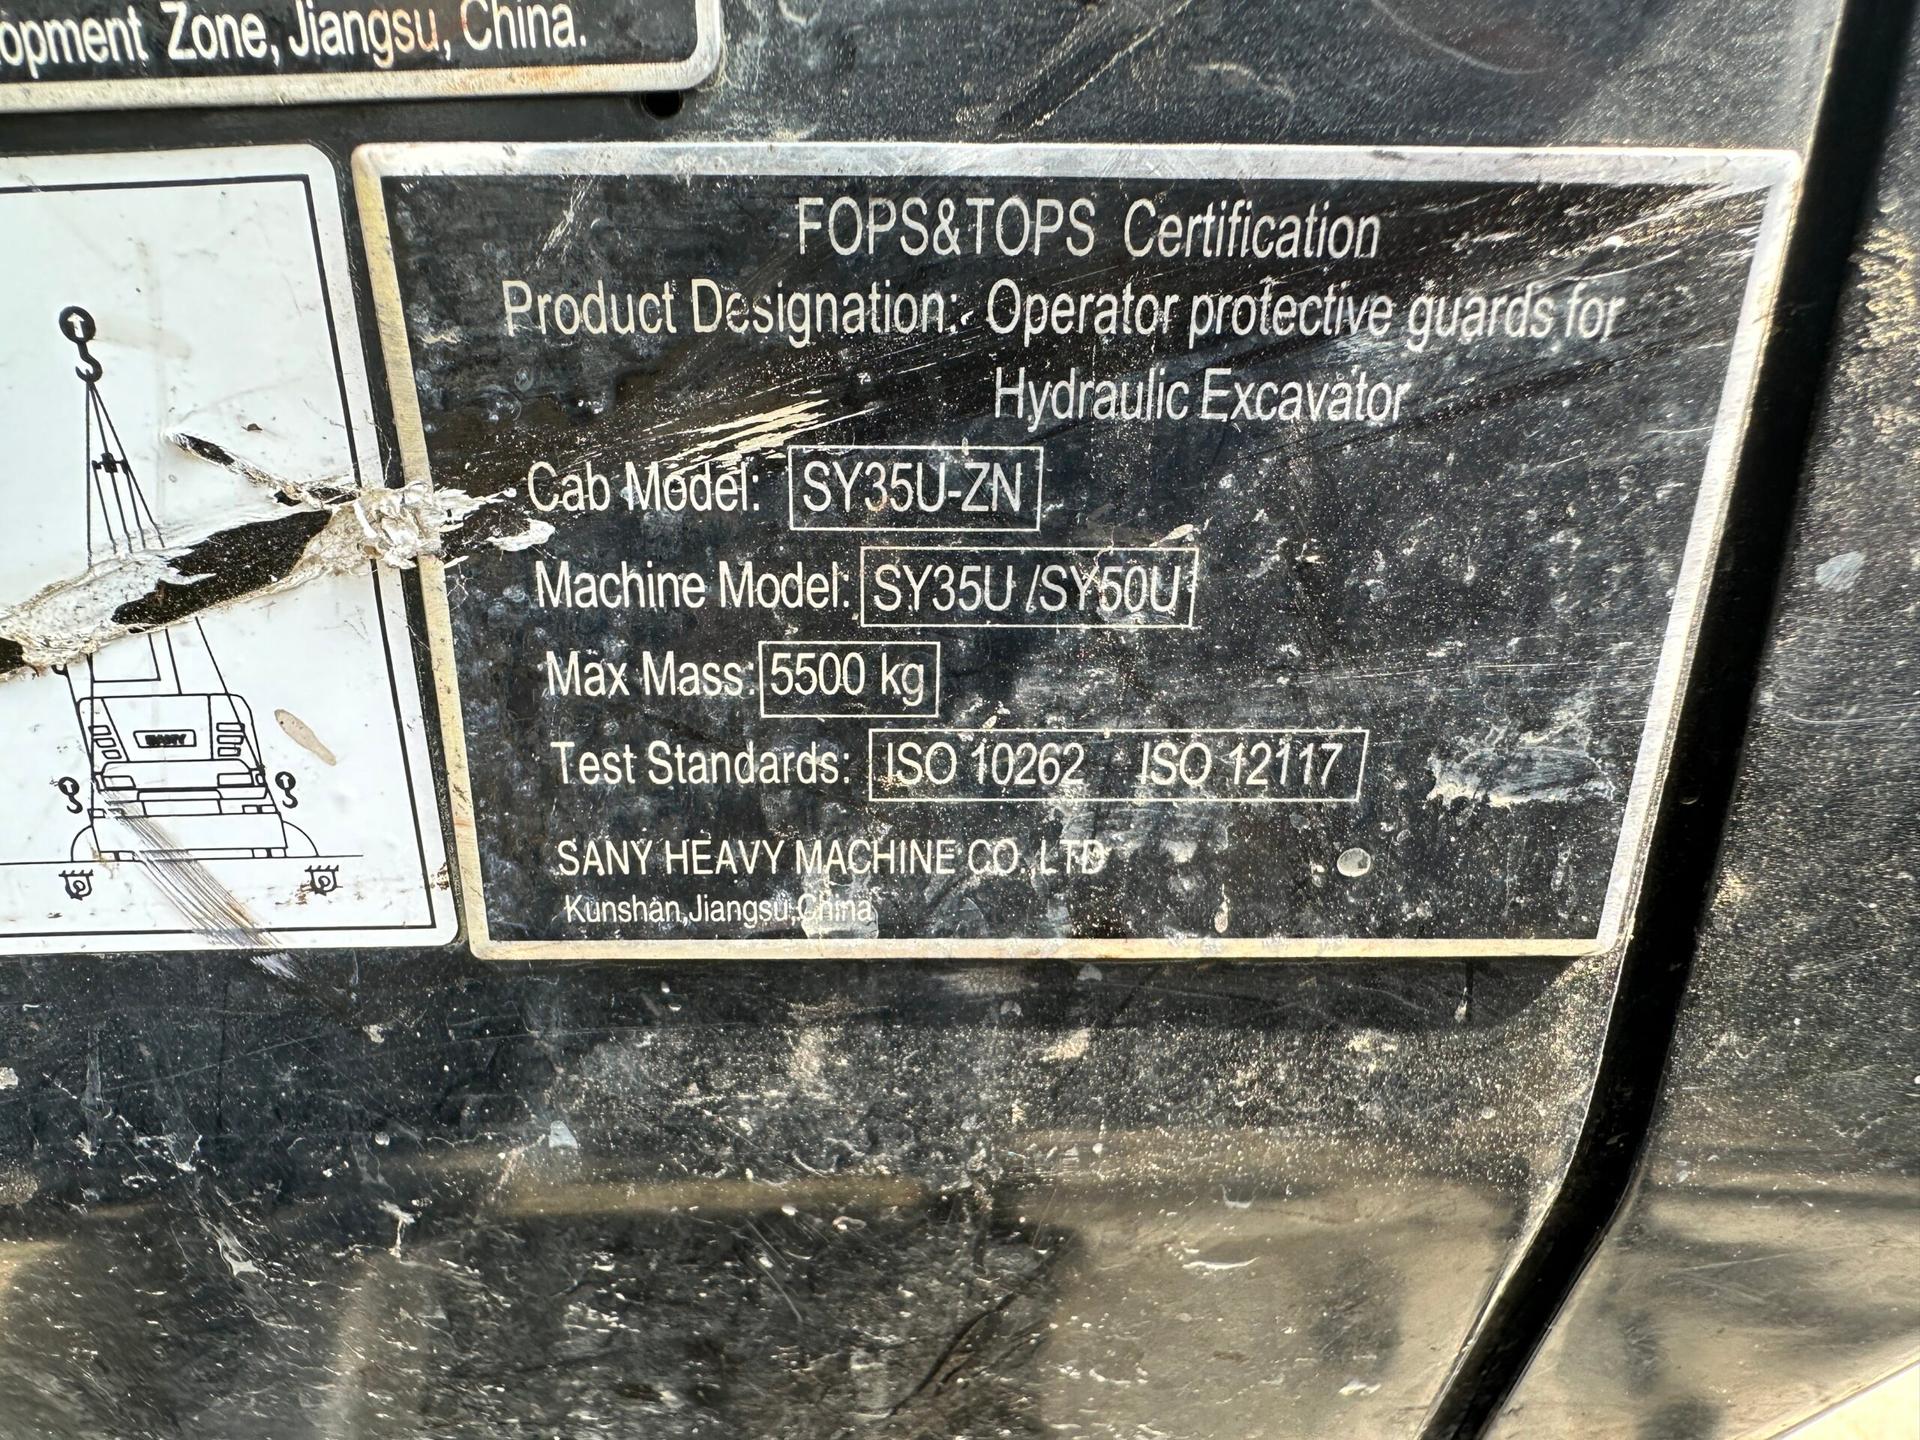 opment Zone, Jiangsu, China.
FOPS&TOPS Certification
Product Designation: Operator protective guards for
Hydraulic Excavator
Cab Model: SY35U-ZN
Machine Model: SY35U /SY50U
Max Mass: 5500 kg
Test Standards: ISO 10262 ISO 12117
SANY HEAVY MACHINE CO.,LTD
Kunshan,Jiangsu,China
SANY